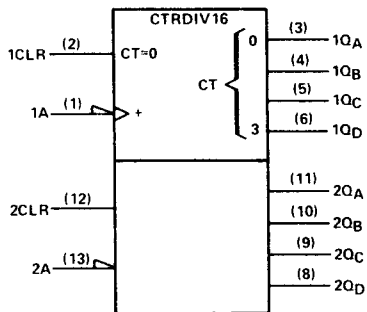 CTRDIV16
1CLR (2) CT=0
1A (1) +
CT
0
3
(3) 1QA
(4) 1QB
(5) 1QC
(6) 1QD
2CLR (12)
2A (13)
(11) 2QA
(10) 2QB
(9) 2QC
(8) 2QD